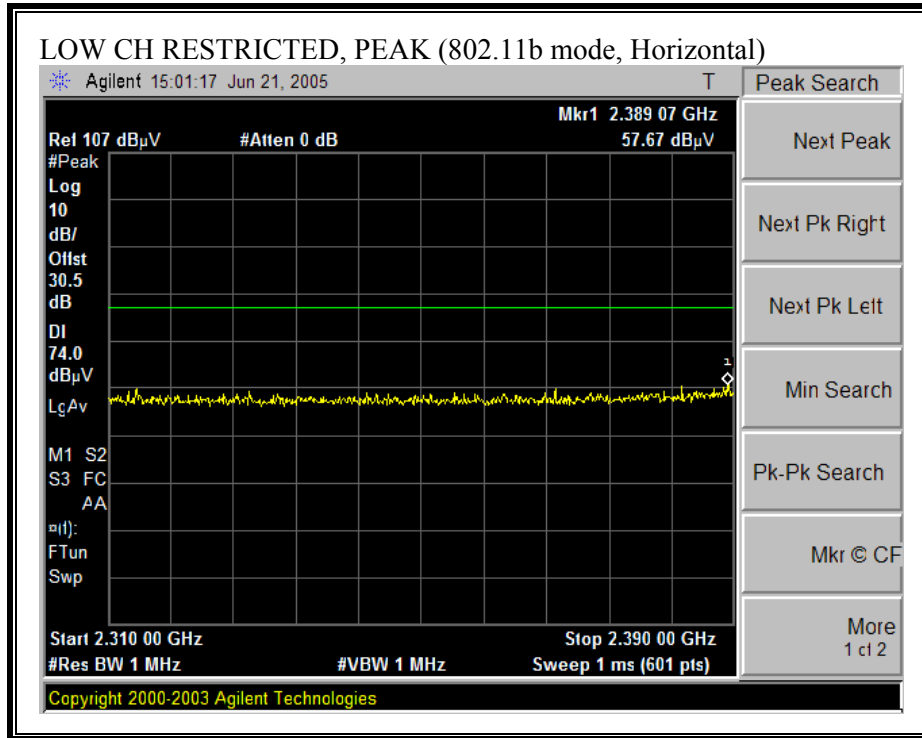 LOW CH RESTRICTED, PEAK (802.11b mode, Horizontal)
Agilent 15:01:17 Jun 21, 2005 T
Peak Search
Mkr1 2.389 07 GHz
Ref 107 dBµV #Atten 0 dB 57.67 dBµV
#Peak
Log
10
dB/
Offst
30.5
dB
DI
74.0
dBµV
LgAv
M1 S2
S3 FC
AA
¤(f):
FTun
Swp
1
Start 2.310 00 GHz Stop 2.390 00 GHz
#Res BW 1 MHz #VBW 1 MHz Sweep 1 ms (601 pts)
Copyright 2000-2003 Agilent Technologies
Next Peak
Next Pk Right
Next Pk Left
Min Search
Pk-Pk Search
Mkr © CF
More
1 of 2